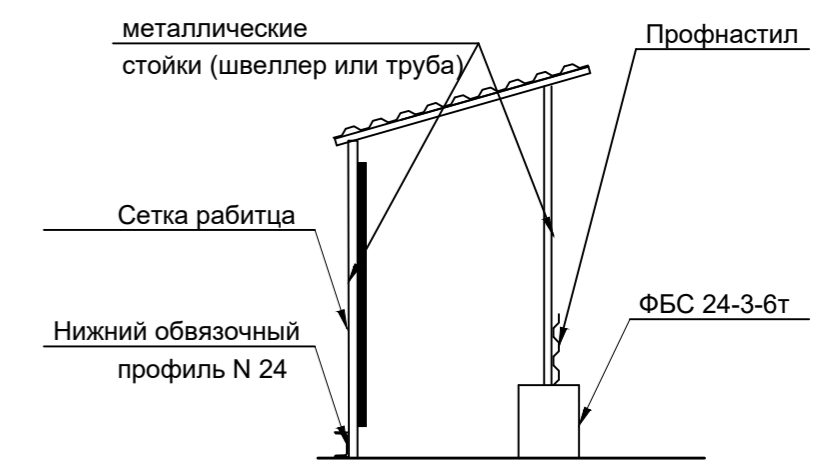 металлические
стойки (швеллер или труба)
Профнастил
Сетка рабитца
ФБС 24-3-6т
Нижний обвязочный
профиль N 24